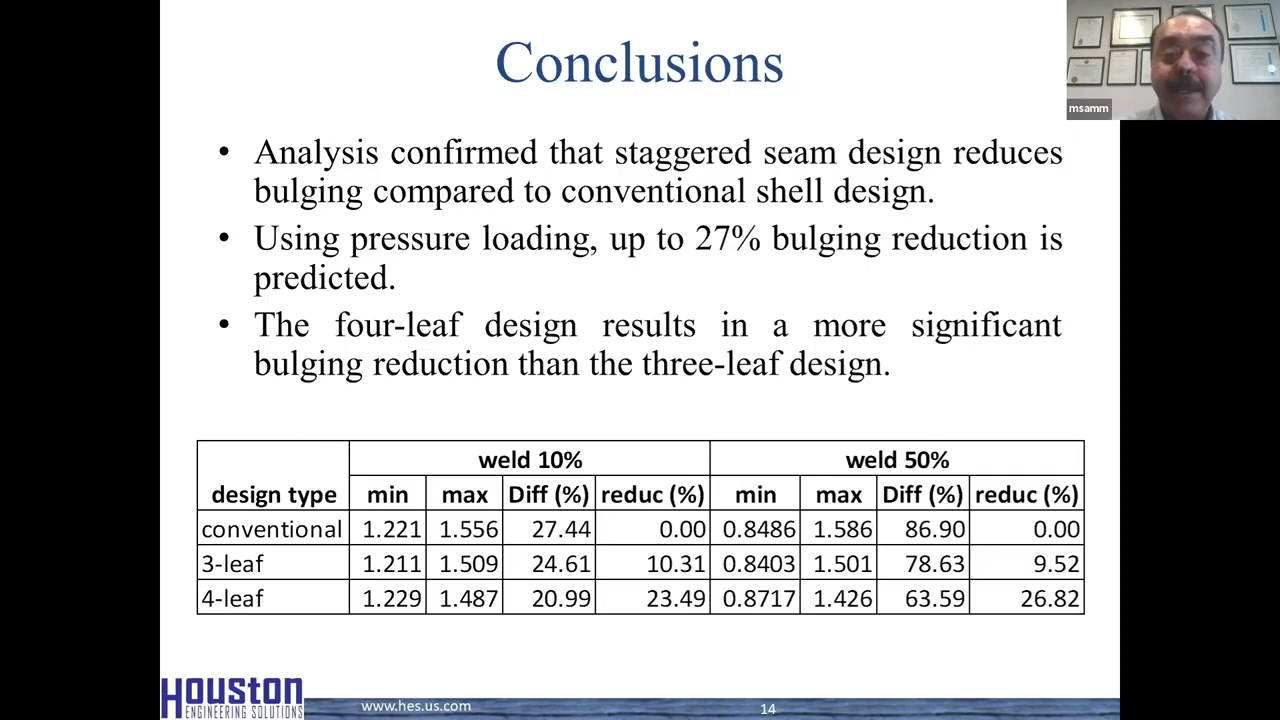 Conclusions
msamm
• Analysis confirmed that staggered seam design reduces
bulging compared to conventional shell design.
• Using pressure loading, up to 27% bulging reduction is
predicted.
• The four-leaf design results in a more significant
bulging reduction than the three-leaf design.
weld 10% weld 50%
design type min max Diff (%) reduc (%) min max Diff (%) reduc (%)
conventional 1.221 1.556 27.44 0.00 0.8486 1.586 86.90 0.00
3-leaf 1.211 1.509 24.61 10.31 0.8403 1.501 78.63 9.52
4-leaf 1.229 1.487 20.99 23.49 0.8717 1.426 63.59 26.82
HOUSTON
ENGINEERING SOLUTIONS
www.hes.us.com 14